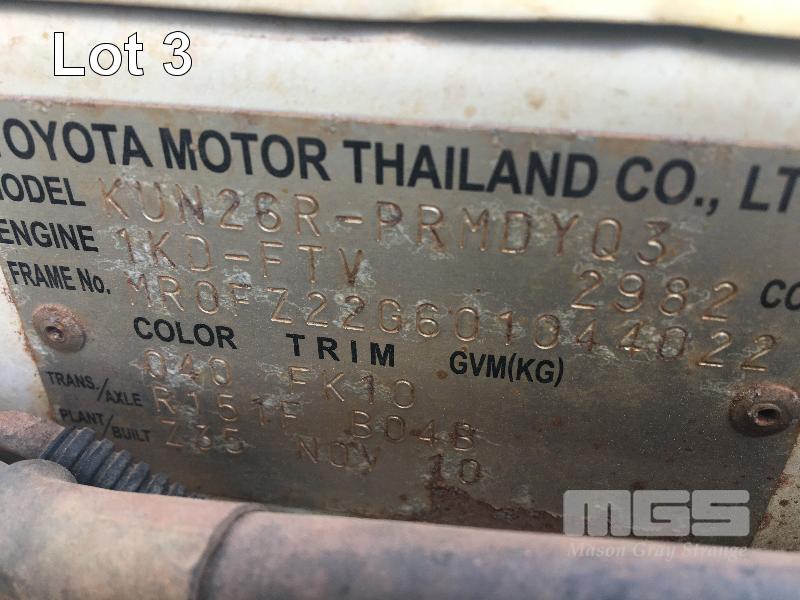 Lot 3
TOYOTA MOTOR THAILAND CO., LT
MODEL KUN26R-PRMDYQ3
ENGINE 1KD-FTV 2982 CC
FRAME No. MR0FZ22G601044022
COLOR TRIM GVM(KG)
040 FK10
TRANS./AXLE R151F B04B
PLANT/BUILT Z35 NOV 10
MGS
Mason Gray Strange